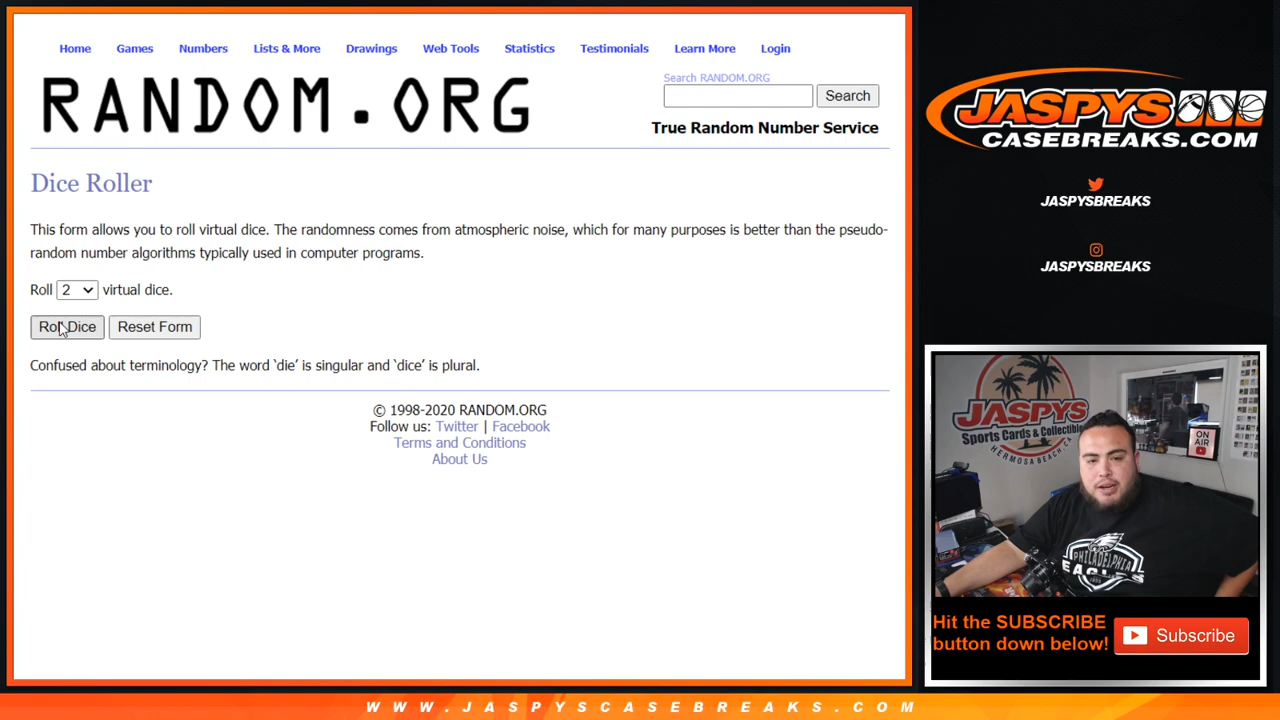 Home Games Numbers Lists & More Drawings Web Tools Statistics Testimonials Learn More Login
RANDOM.ORG
Search RANDOM.ORG
Search
True Random Number Service
Dice Roller
This form allows you to roll virtual dice. The randomness comes from atmospheric noise, which for many purposes is better than the pseudo-
random number algorithms typically used in computer programs.
Roll 2 virtual dice.
Roll Dice Reset Form
Confused about terminology? The word ‘die’ is singular and ‘dice’ is plural.
© 1998-2020 RANDOM.ORG
Follow us: Twitter | Facebook
Terms and Conditions
About Us
JASPYS
CASEBREAKS.COM
JASPYSBREAKS
JASPYSBREAKS
JASPYS
Sports Cards & Collectible
HERMOSA BEACH, CA
ON
AIR
PHILADELPHIA
EAGLES
Hit the SUBSCRIBE
button down below!
Subscribe
WWW.JASPYSCASEBREAKS.COM